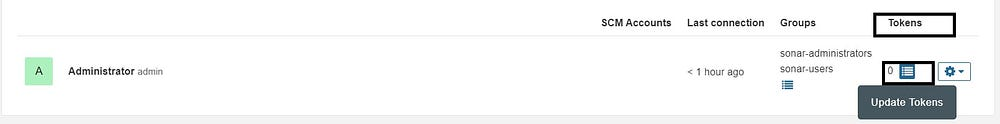 SCM Accounts Last connection Groups Tokens
sonar-administrators
A Administrator admin < 1 hour ago sonar-users 0
Update Tokens